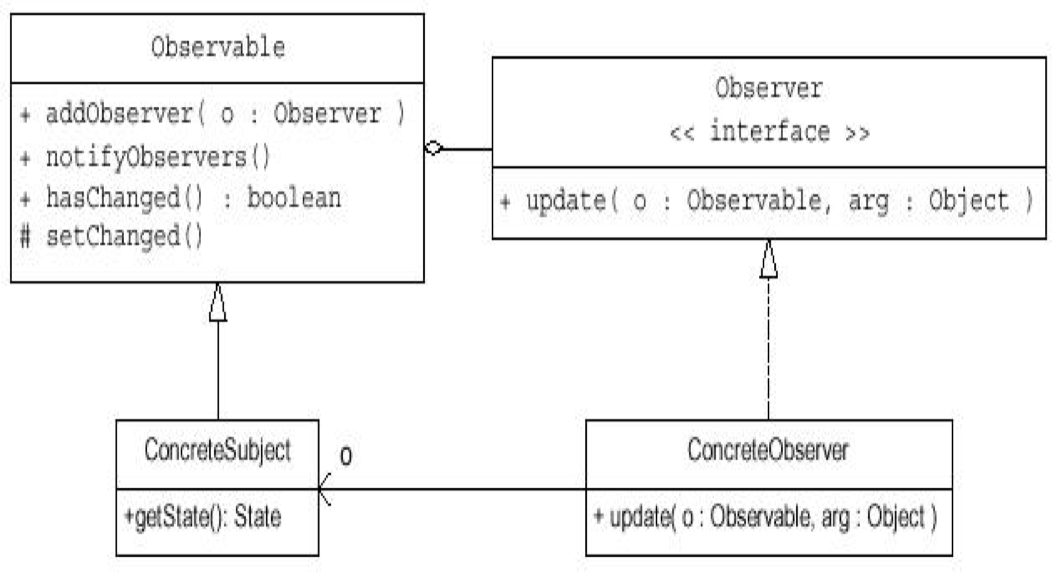 Observable
+ addObserver( o : Observer )
+ notifyObservers()
+ hasChanged() : boolean
# setChanged()
Observer
<< interface >>
+ update( o : Observable, arg : Object )
ConcreteSubject
+getState(): State
o
ConcreteObserver
+ update( o : Observable, arg : Object )